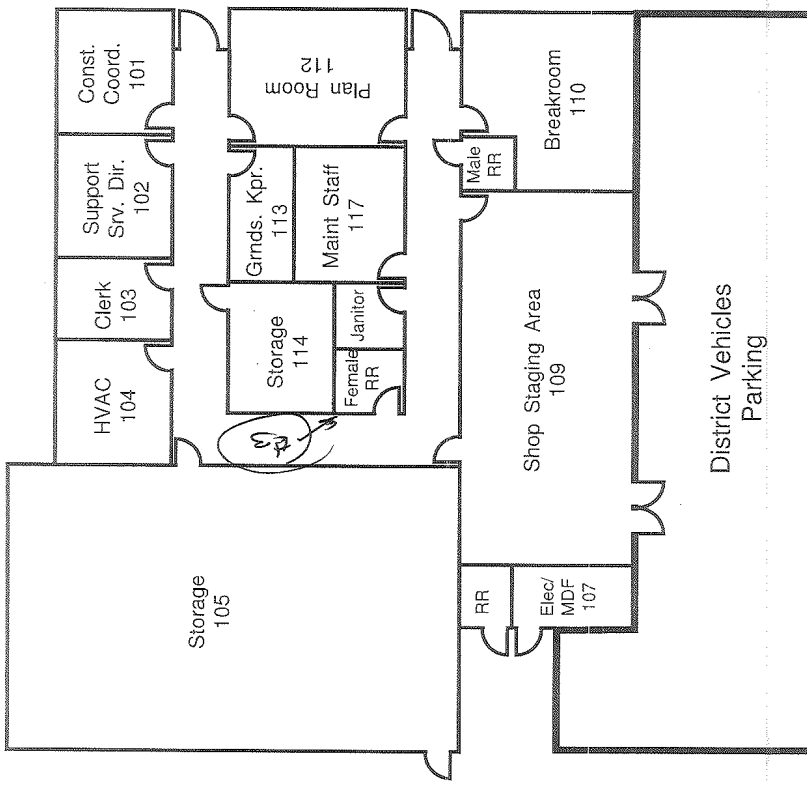 Const.
Coord.
101
Support
Srv. Dir.
102
Clerk
103
HVAC
104
Plan Room
112
Grnds. Kpr.
113
Maint Staff
117
Storage
114
Janitor
Female
RR
Storage
105
Breakroom
110
Male
RR
Shop Staging Area
109
RR
Elec/
MDF
107
District Vehicles
Parking